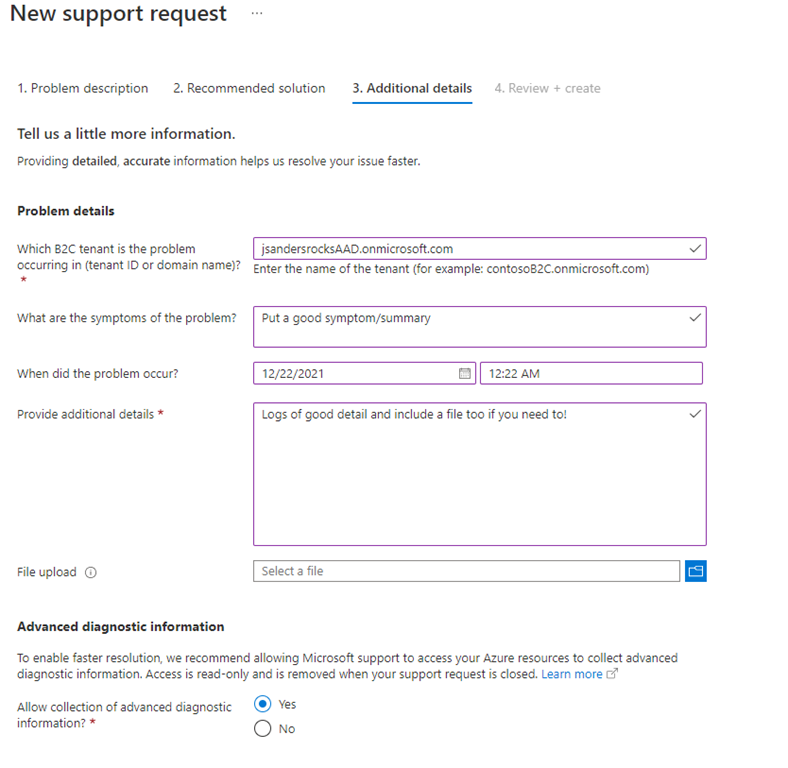 New support request ...
1. Problem description 2. Recommended solution 3. Additional details 4. Review + create
Tell us a little more information.
Providing detailed, accurate information helps us resolve your issue faster.
Problem details
Which B2C tenant is the problem
occurring in (tenant ID or domain name)?
*
jsandersrocksAAD.onmicrosoft.com
Enter the name of the tenant (for example: contosoB2C.onmicrosoft.com)
What are the symptoms of the problem?
Put a good symptom/summary
When did the problem occur?
12/22/2021
12:22 AM
Provide additional details *
Logs of good detail and include a file too if you need to!
File upload
Select a file
Advanced diagnostic information
To enable faster resolution, we recommend allowing Microsoft support to access your Azure resources to collect advanced
diagnostic information. Access is read-only and is removed when your support request is closed. Learn more
Allow collection of advanced diagnostic
information? *
Yes
No